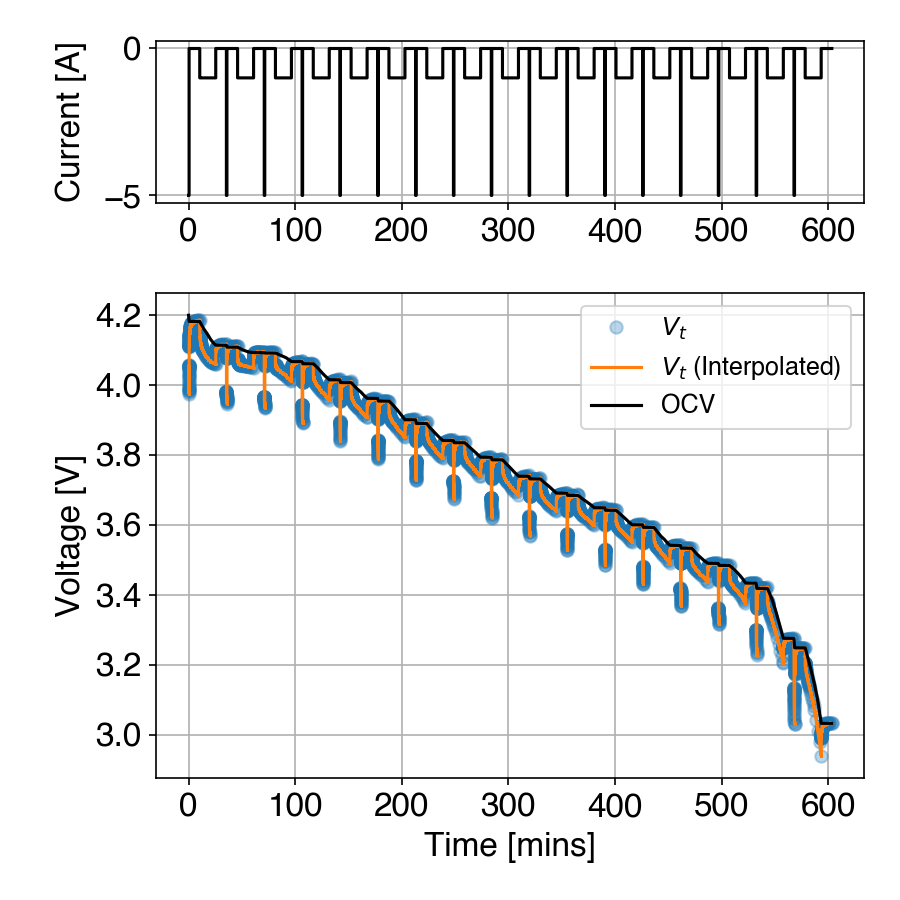 Current [A]
0
−5
0 100 200 300 400 500 600
Voltage [V]
4.2
4.0
3.8
3.6
3.4
3.2
3.0
V_t
V_t (Interpolated)
OCV
0 100 200 300 400 500 600
Time [mins]